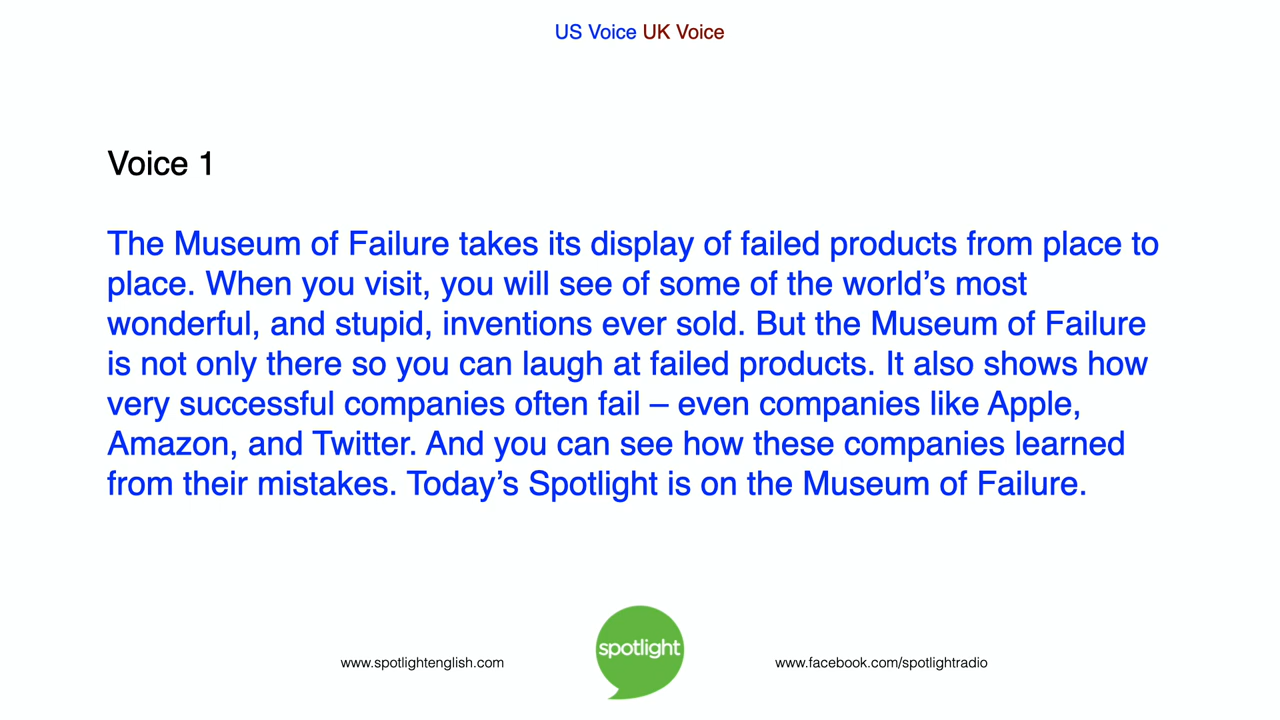 US Voice UK Voice
Voice 1
The Museum of Failure takes its display of failed products from place to
place. When you visit, you will see of some of the world’s most
wonderful, and stupid, inventions ever sold. But the Museum of Failure
is not only there so you can laugh at failed products. It also shows how
very successful companies often fail – even companies like Apple,
Amazon, and Twitter. And you can see how these companies learned
from their mistakes. Today’s Spotlight is on the Museum of Failure.
www.spotlightenglish.com
spotlight
www.facebook.com/spotlightradio